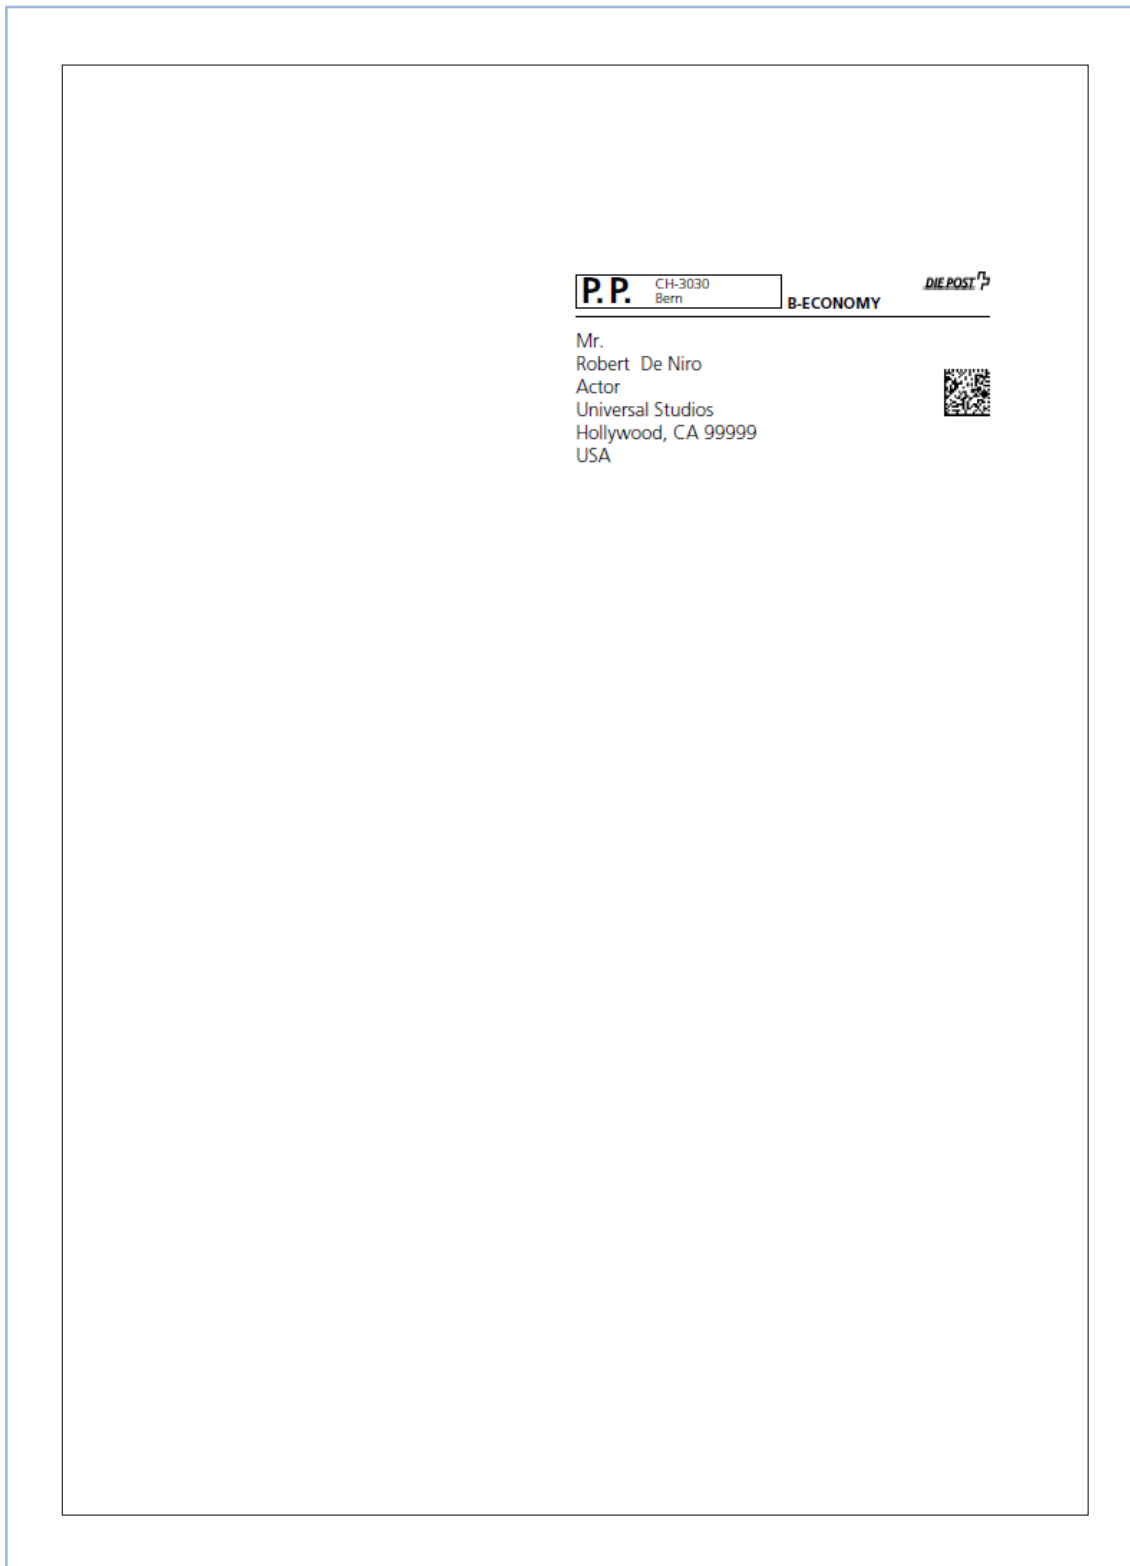 P. P. CH-3030
Bern
B-ECONOMY
DIE POST
Mr.
Robert De Niro
Actor
Universal Studios
Hollywood, CA 99999
USA